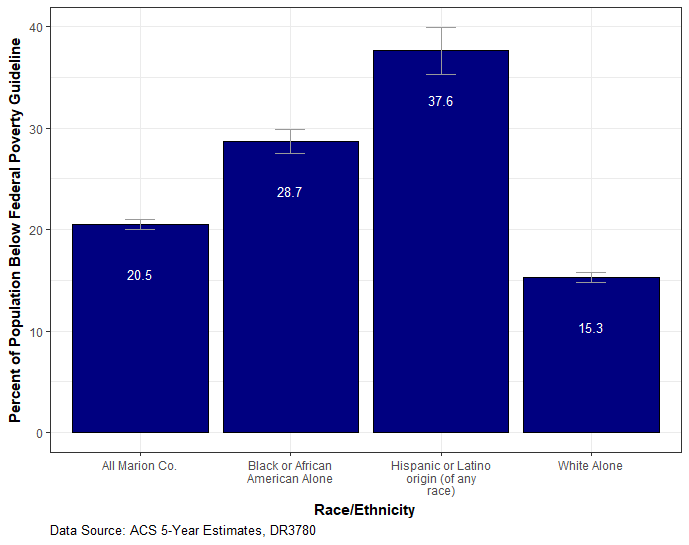 Percent of Population Below Federal Poverty Guideline
40
30
20
10
0
20.5
28.7
37.6
15.3
All Marion Co.
Black or African
American Alone
Hispanic or Latino
origin (of any
race)
White Alone
Race/Ethnicity
Data Source: ACS 5-Year Estimates, DR3780